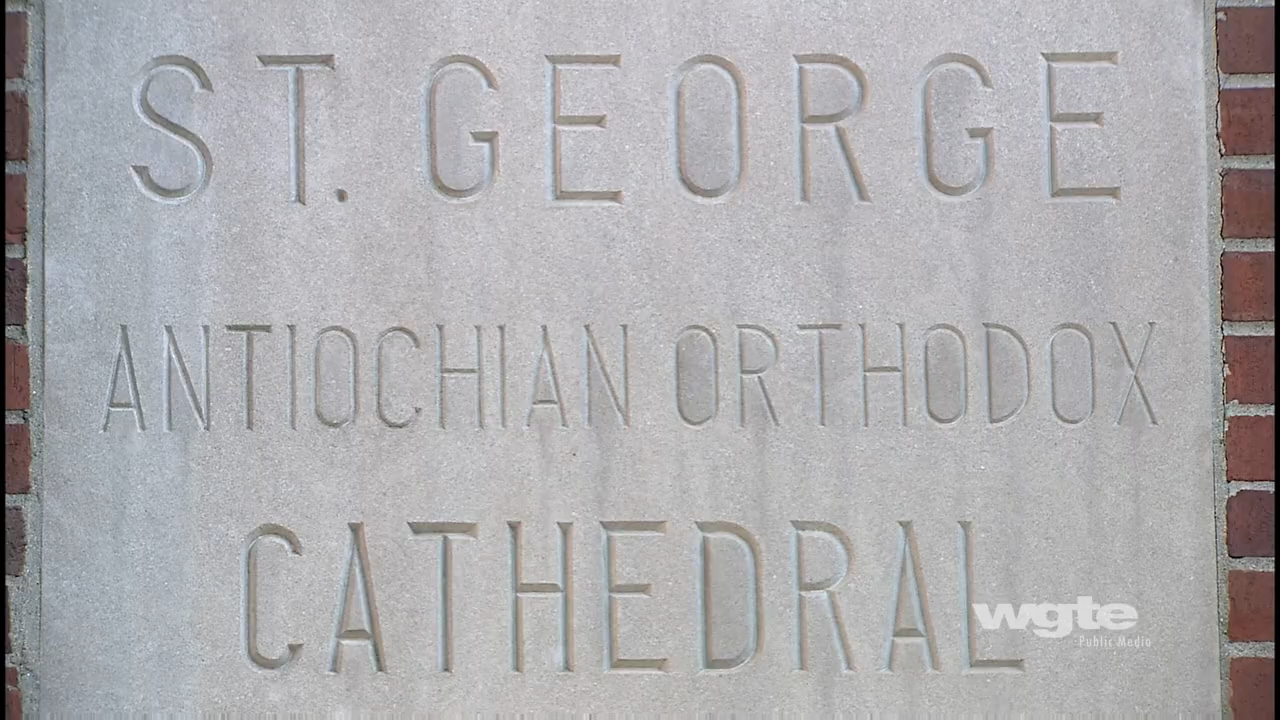 ST. GEORGE
ANTIOCHIAN ORTHODOX
CATHEDRAL
wgte
Public Media